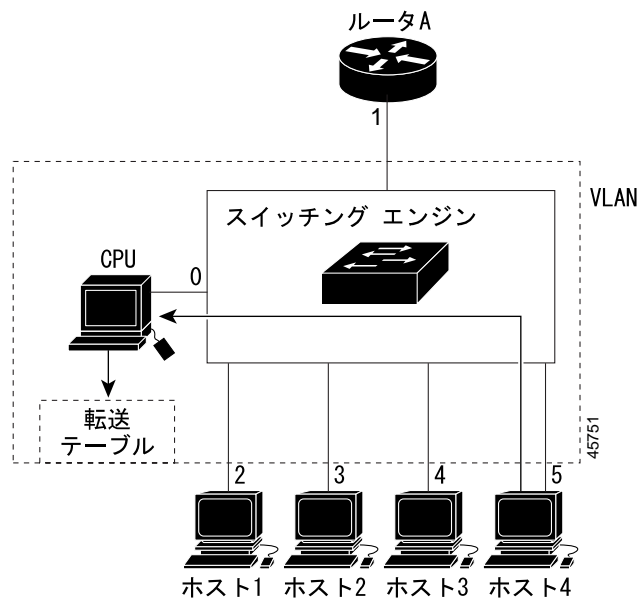 ルータA
1
VLAN
スイッチング エンジン
CPU
0
転送
テーブル
45751
2
3
4
5
ホスト1
ホスト2
ホスト3
ホスト4